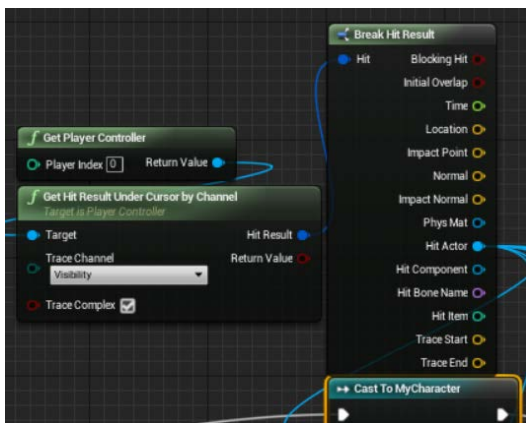 Break Hit Result
Hit
Blocking Hit
Initial Overlap
Time
Location
Impact Point
Normal
Impact Normal
Phys Mat
Hit Actor
Hit Component
Hit Bone Name
Hit Item
Trace Start
Trace End
f Get Player Controller
Player Index 0 Return Value
f Get Hit Result Under Cursor by Channel
Target is Player Controller
Target Hit Result
Trace Channel Return Value
Visibility
Trace Complex
Cast To MyCharacter